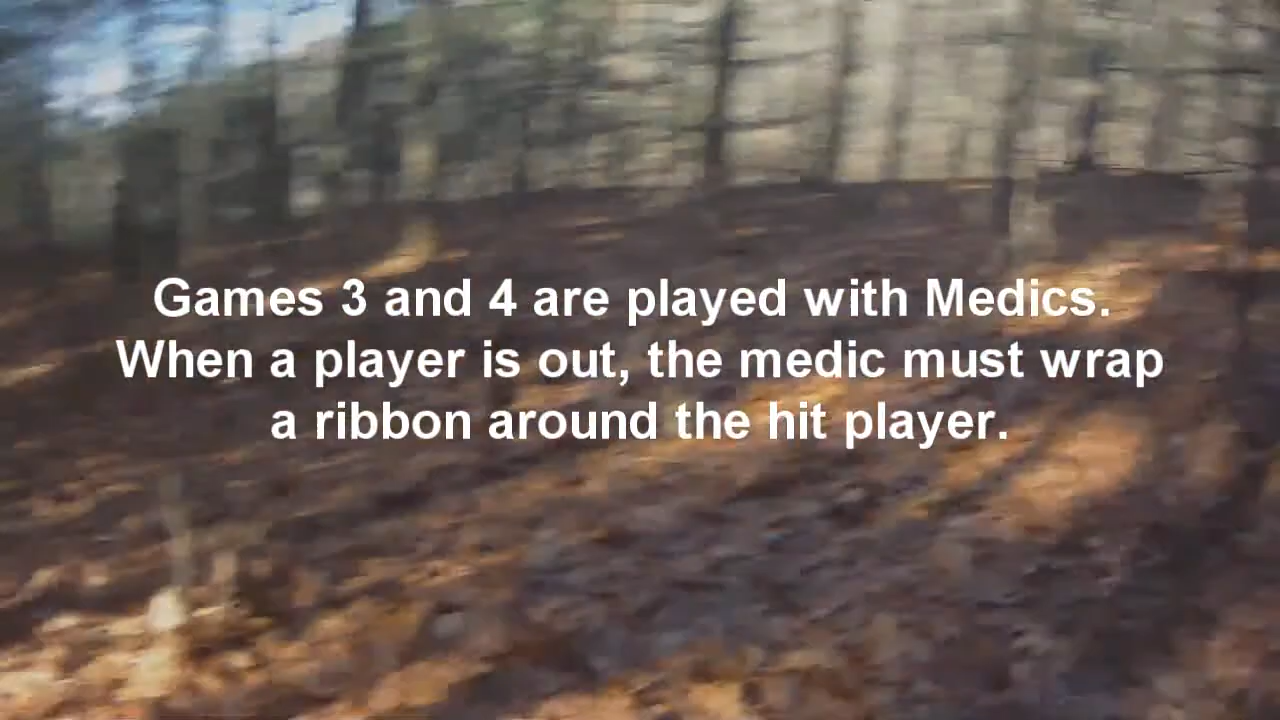 Games 3 and 4 are played with Medics.
When a player is out, the medic must wrap
a ribbon around the hit player.